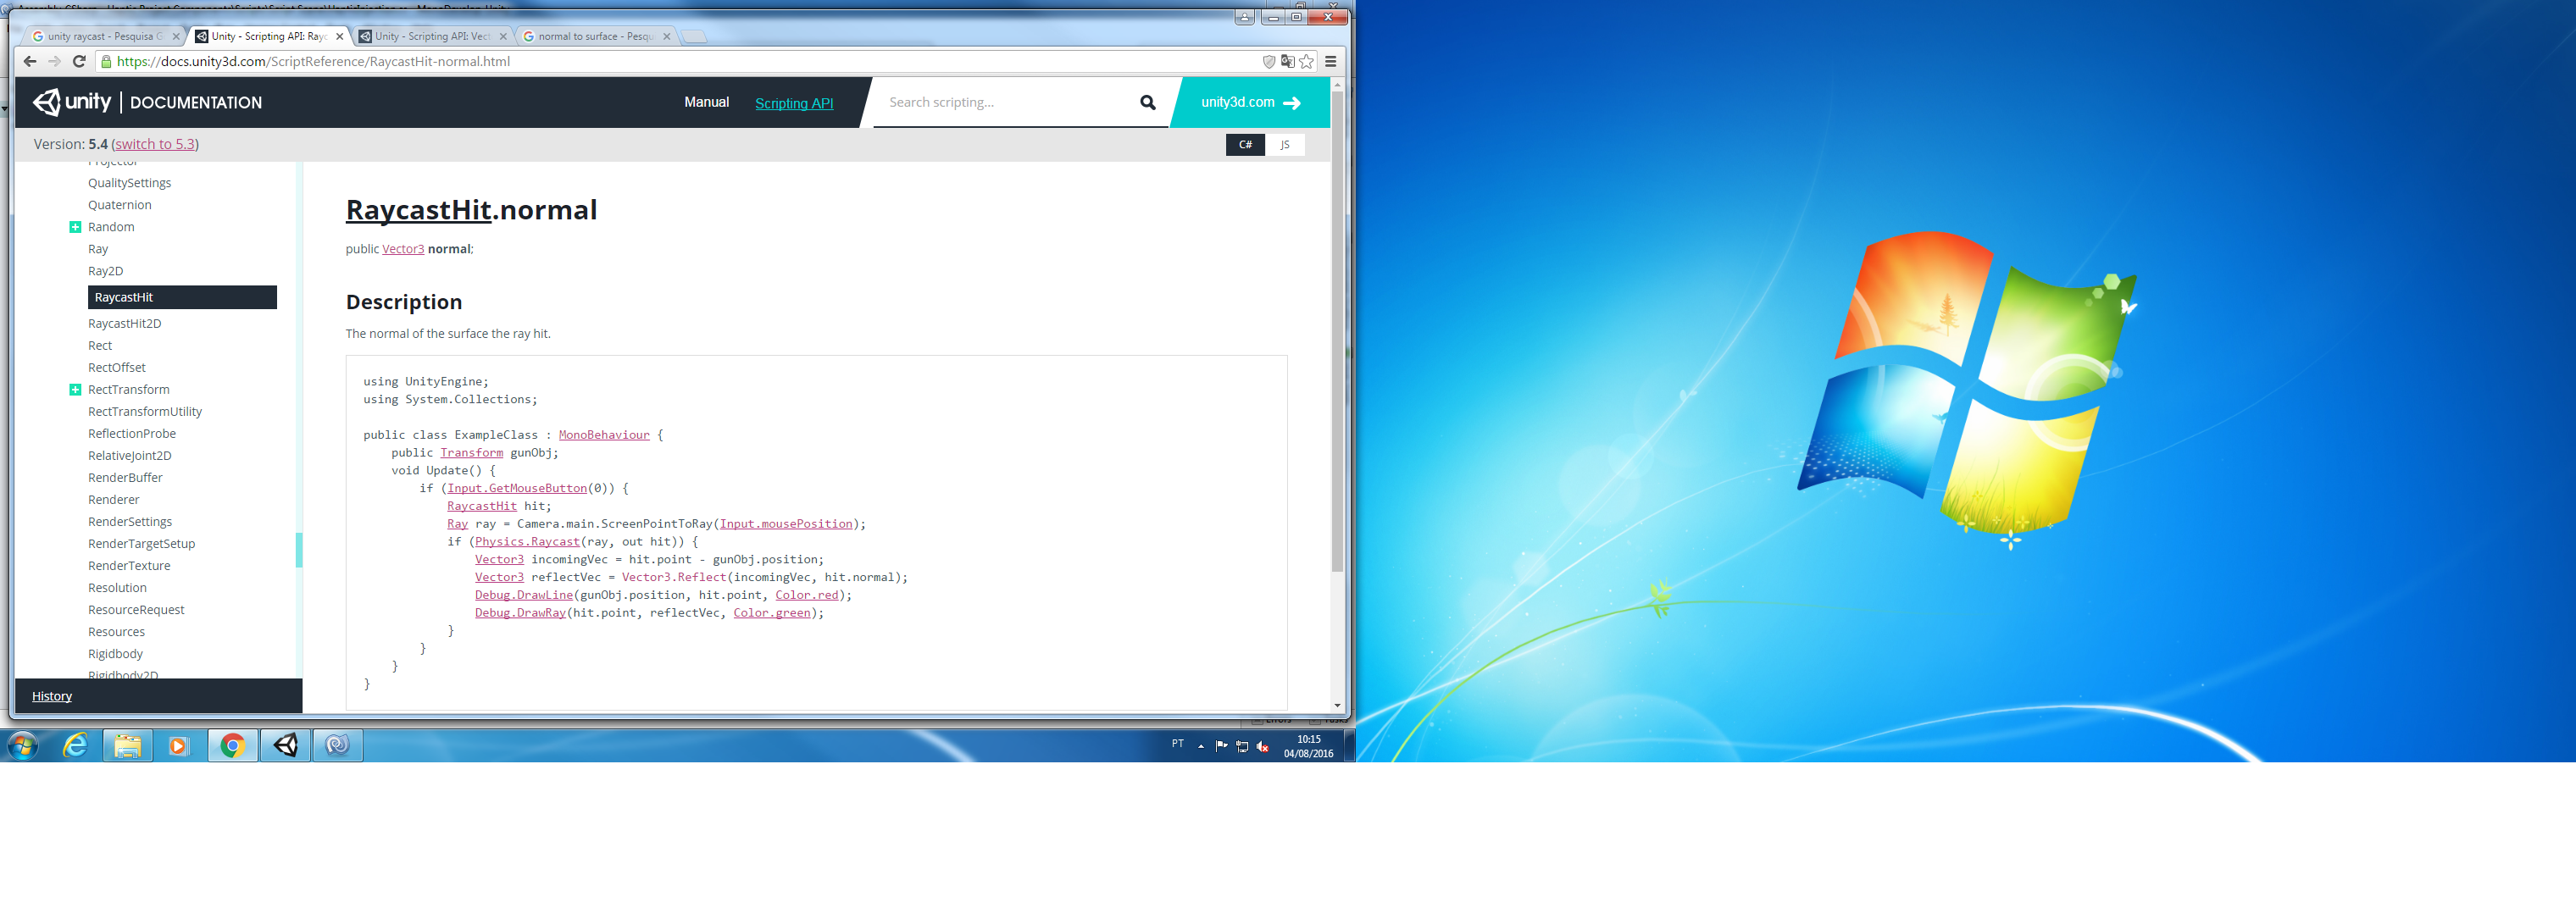 unity raycast - Pesquisa G
Unity - Scripting API: Rayc
Unity - Scripting API: Vect
normal to surface - Pesqu
https://docs.unity3d.com/ScriptReference/RaycastHit-normal.html
unity | DOCUMENTATION
Manual
Scripting API
Search scripting...
unity3d.com
Version: 5.4 (switch to 5.3)
C#
JS
Projector
QualitySettings
Quaternion
Random
Ray
Ray2D
RaycastHit
RaycastHit2D
Rect
RectOffset
RectTransform
RectTransformUtility
ReflectionProbe
RelativeJoint2D
RenderBuffer
Renderer
RenderSettings
RenderTargetSetup
RenderTexture
Resolution
ResourceRequest
Resources
Rigidbody
Rigidbody2D
History
RaycastHit.normal
public Vector3 normal;
Description
The normal of the surface the ray hit.
using UnityEngine;
using System.Collections;
public class ExampleClass : MonoBehaviour {
    public Transform gunObj;
    void Update() {
        if (Input.GetMouseButton(0)) {
            RaycastHit hit;
            Ray ray = Camera.main.ScreenPointToRay(Input.mousePosition);
            if (Physics.Raycast(ray, out hit)) {
                Vector3 incomingVec = hit.point - gunObj.position;
                Vector3 reflectVec = Vector3.Reflect(incomingVec, hit.normal);
                Debug.DrawLine(gunObj.position, hit.point, Color.red);
                Debug.DrawRay(hit.point, reflectVec, Color.green);
            }
        }
    }
}
Errors
Tasks
PT
10:15
04/08/2016